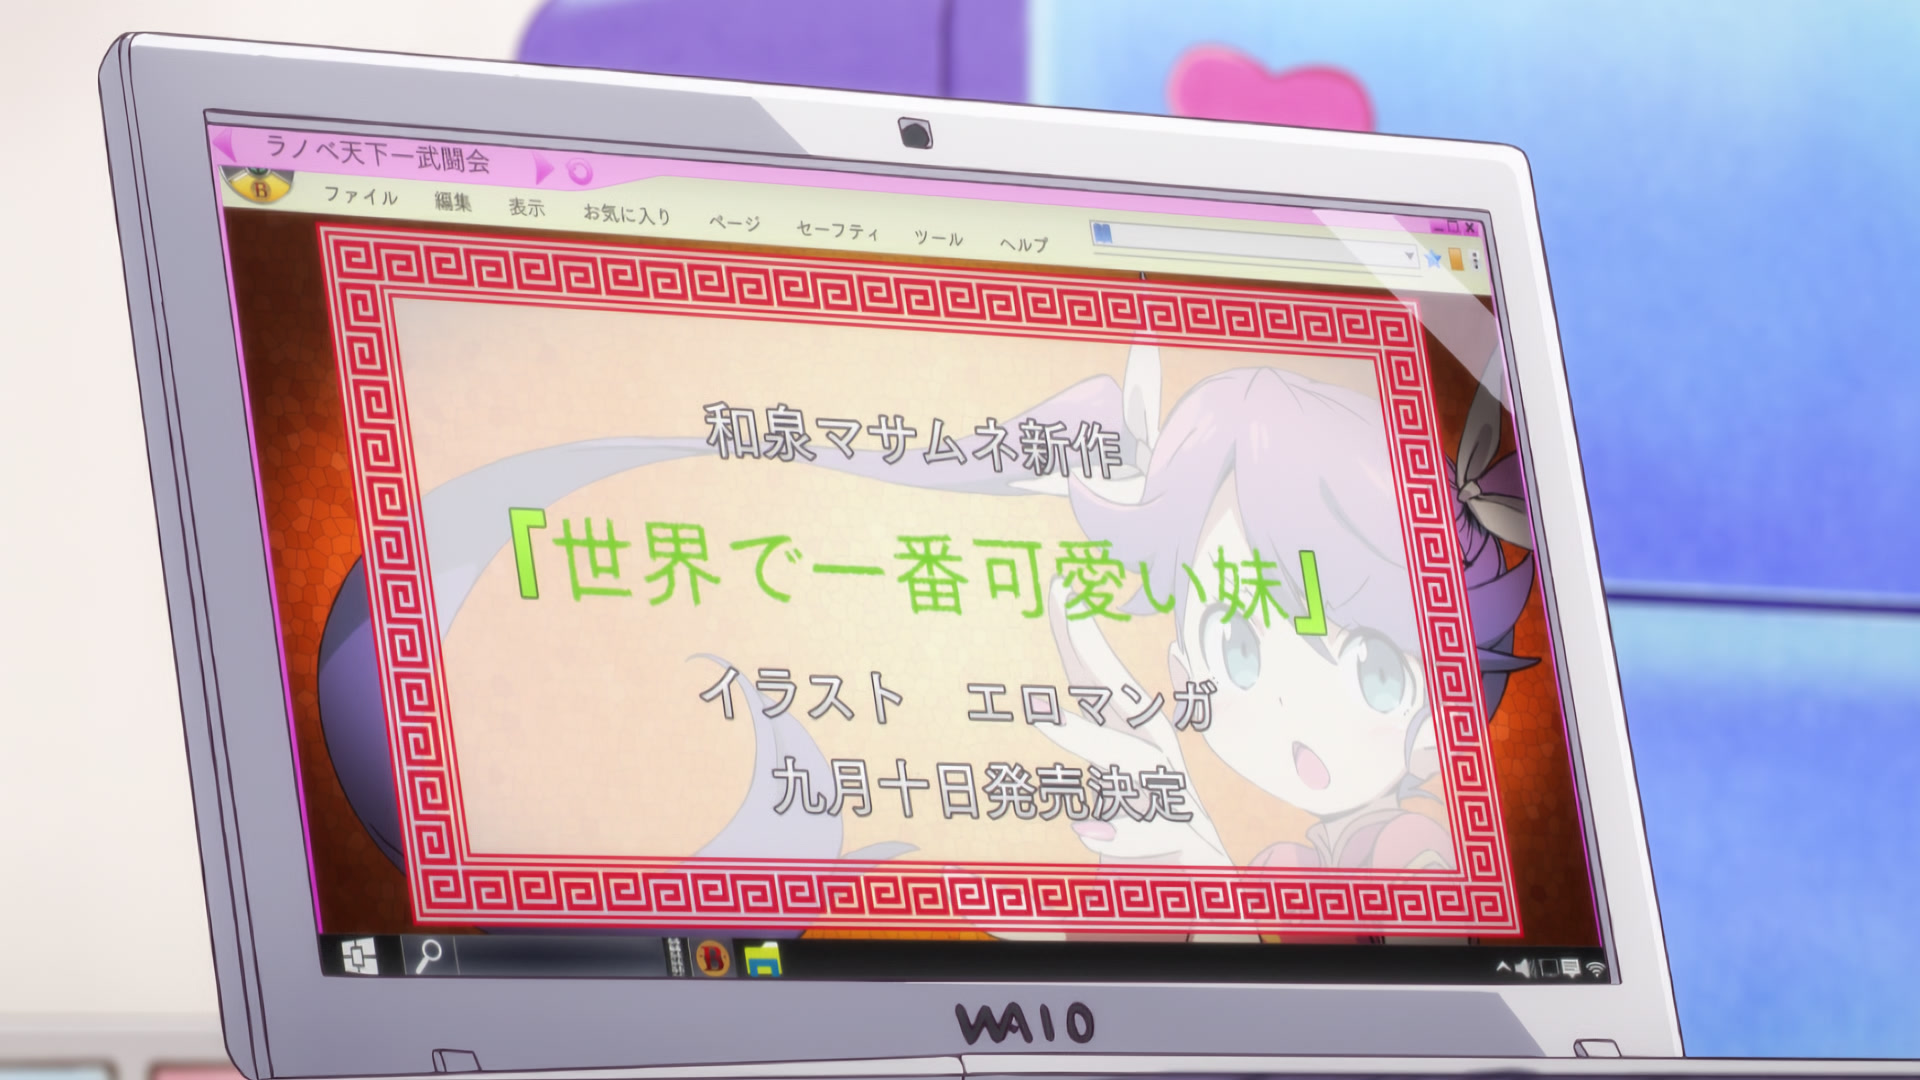 ラノベ天下一武闘会
ファイル 編集 表示 お気に入り ページ セーフティ ツール ヘルプ
和泉マサムネ新作
『世界で一番可愛い妹』
イラスト　エロマンガ
九月十日発売決定
B
B
WAIO